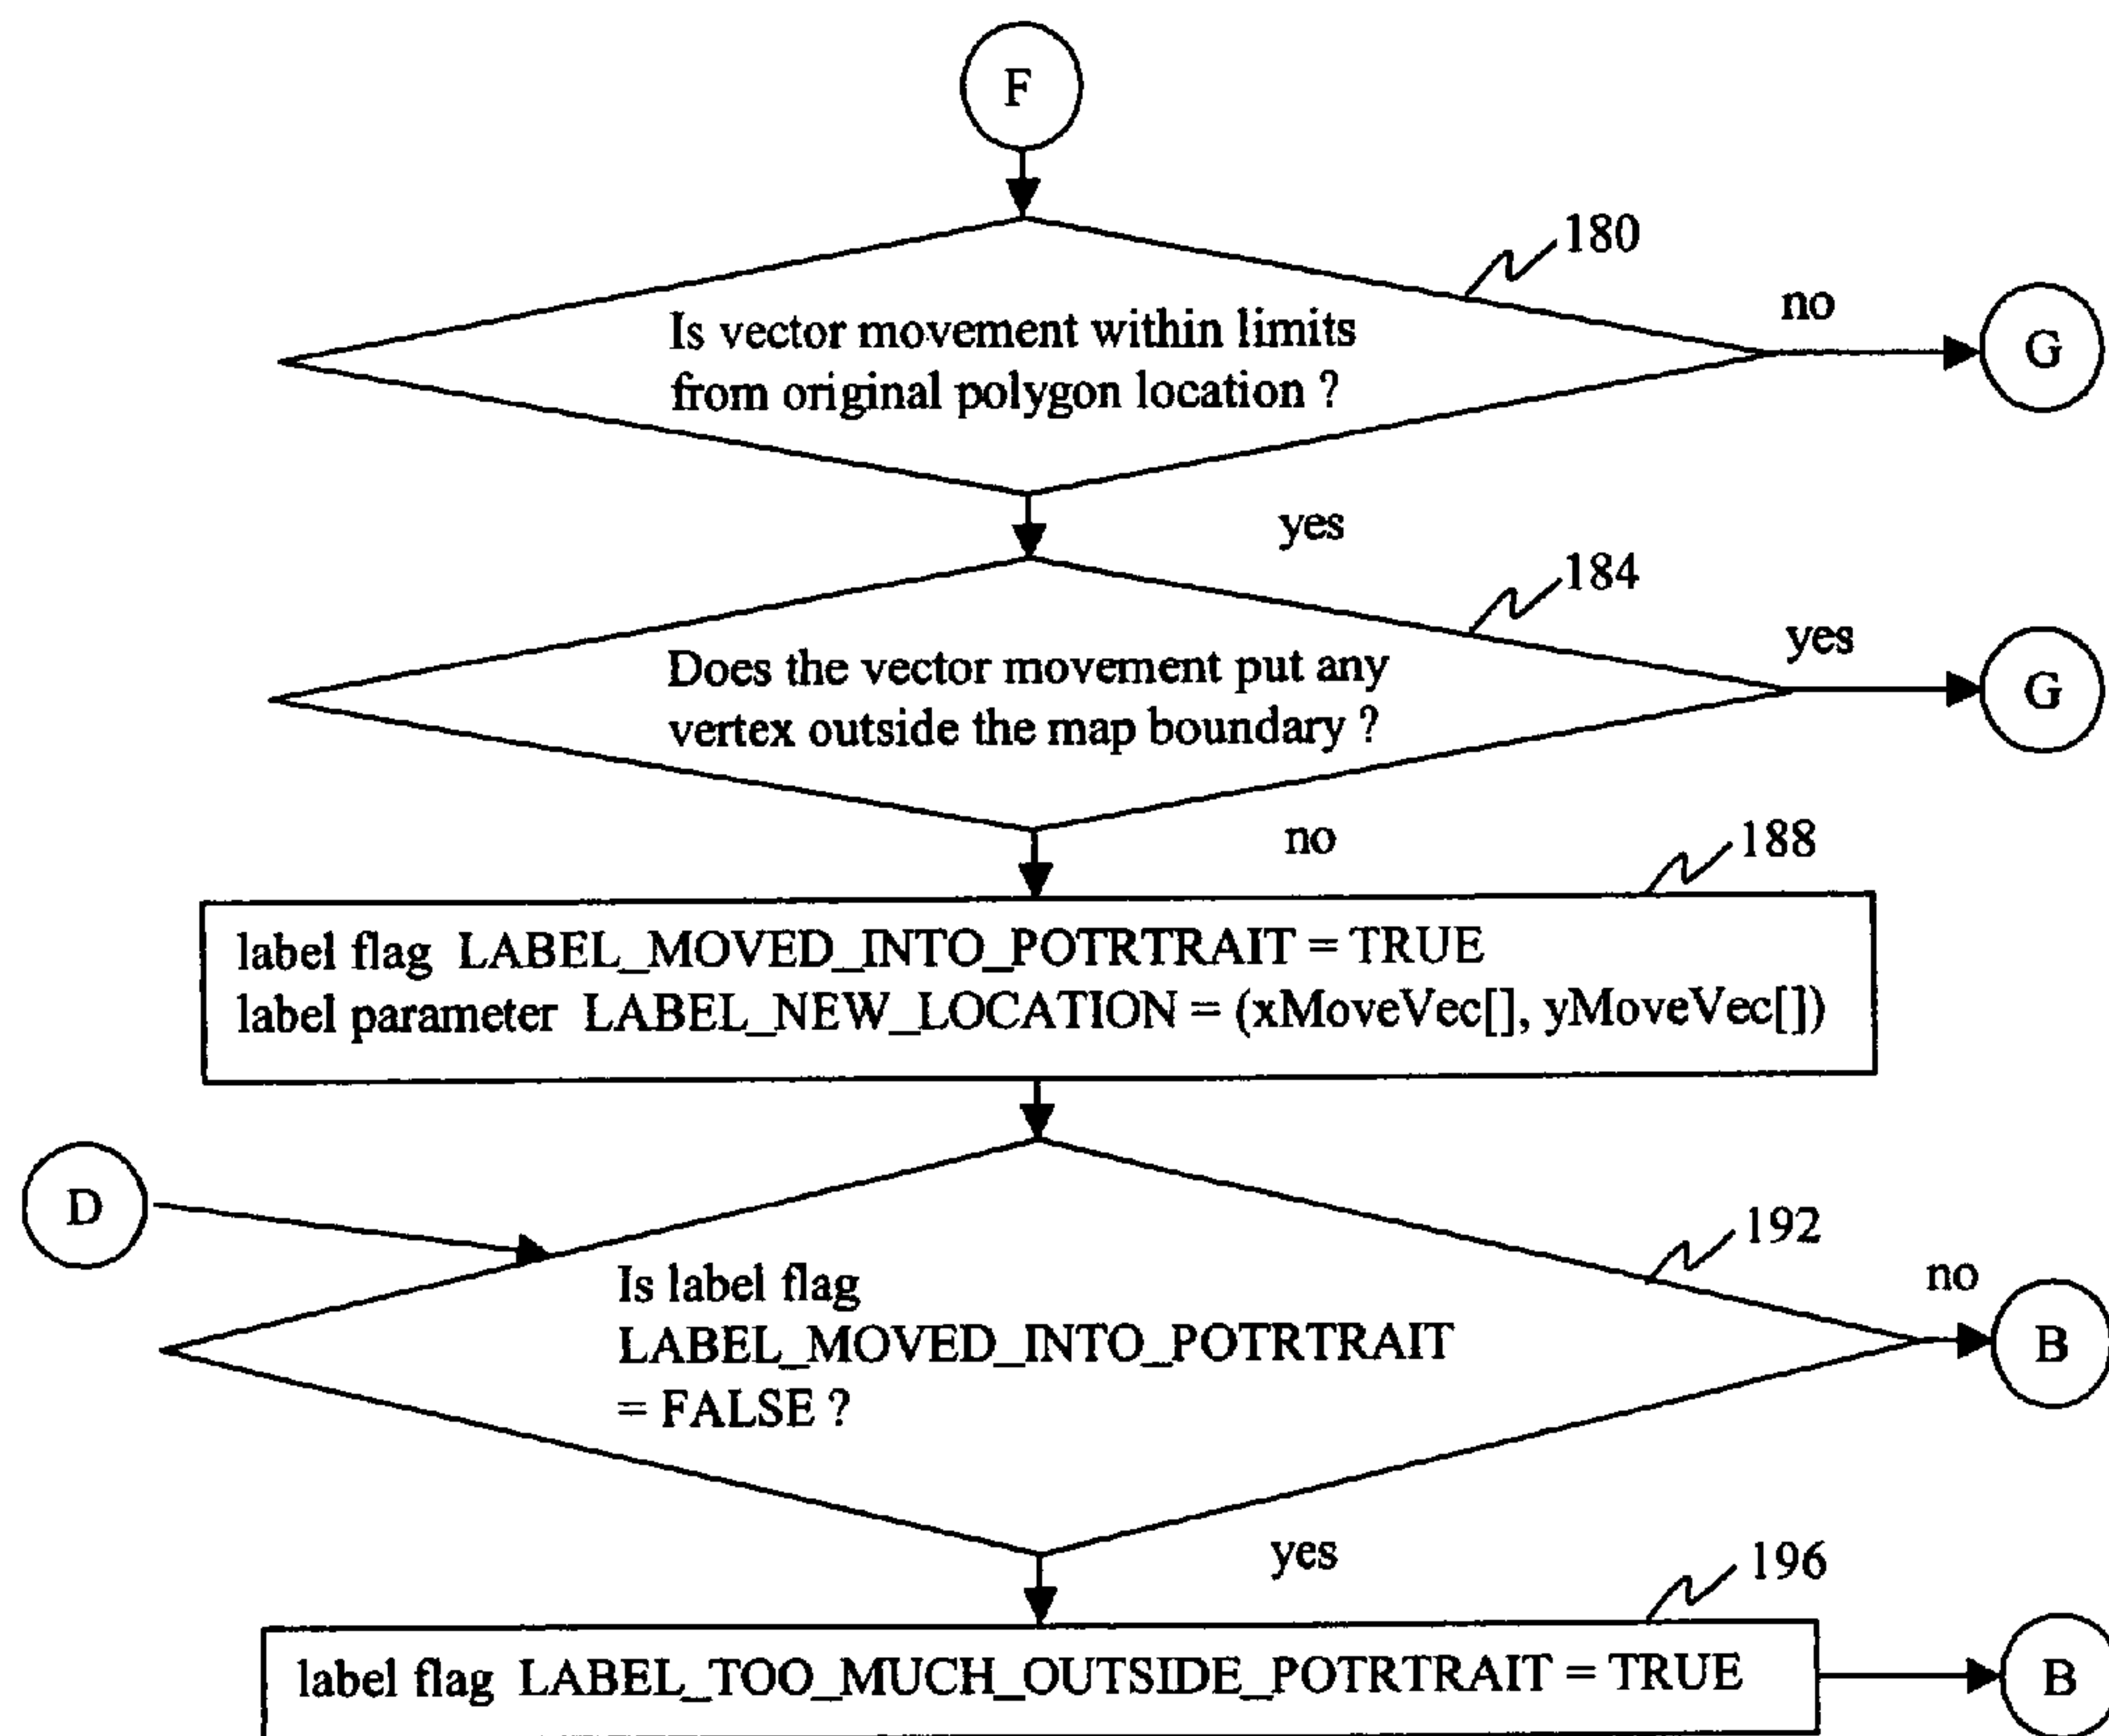 F
180
Is vector movement within limits
from original polygon location ?
no
G
yes
184
Does the vector movement put any
vertex outside the map boundary ?
yes
G
no
188
label flag LABEL_MOVED_INTO_POTRTRAIT = TRUE
label parameter LABEL_NEW_LOCATION = (xMoveVec[], yMoveVec[])
D
192
Is label flag
LABEL_MOVED_INTO_POTRTRAIT
= FALSE ?
no
B
yes
196
label flag LABEL_TOO_MUCH_OUTSIDE_POTRTRAIT = TRUE
B